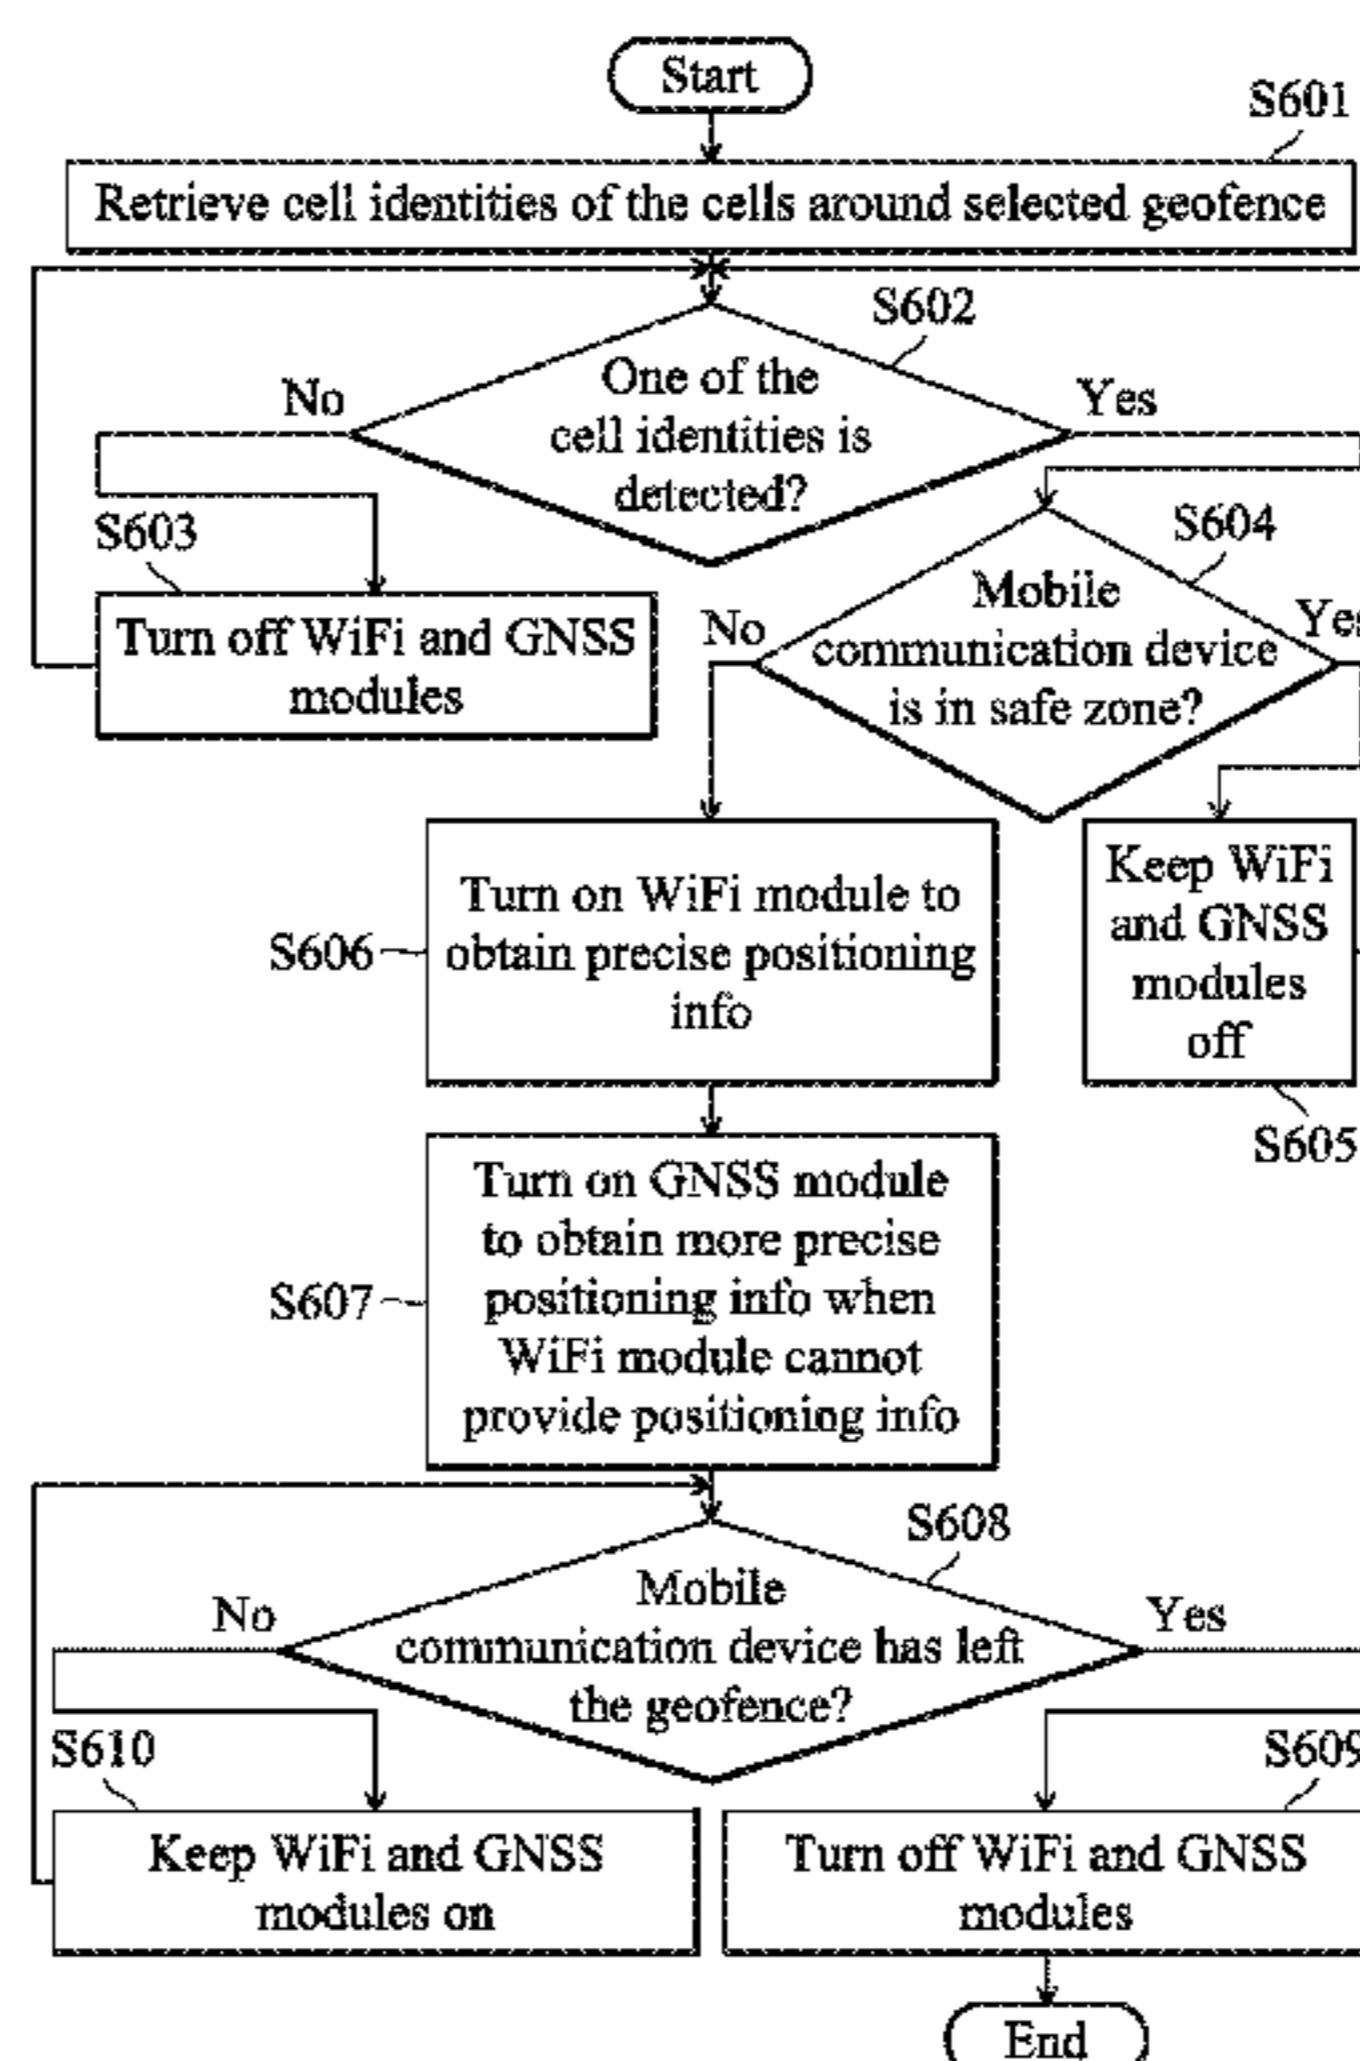 Start
S601
Retrieve cell identities of the cells around selected geofence
S602
No
One of the
Yes
cell identities is
detected?
S603
S604
Turn off WiFi and GNSS
modules
Mobile
No
Yes
communication device
is in safe zone?
Keep WiFi
and GNSS
modules
off
S605
Turn on WiFi module to
S606
obtain precise positioning
info
Turn on GNSS module
to obtain more precise
S607
positioning info when
WiFi module cannot
provide positioning info
S608
Mobile
No
Yes
communication device has left
the geofence?
S610
S609
Keep WiFi and GNSS
modules on
Turn off WiFi and GNSS
modules
End